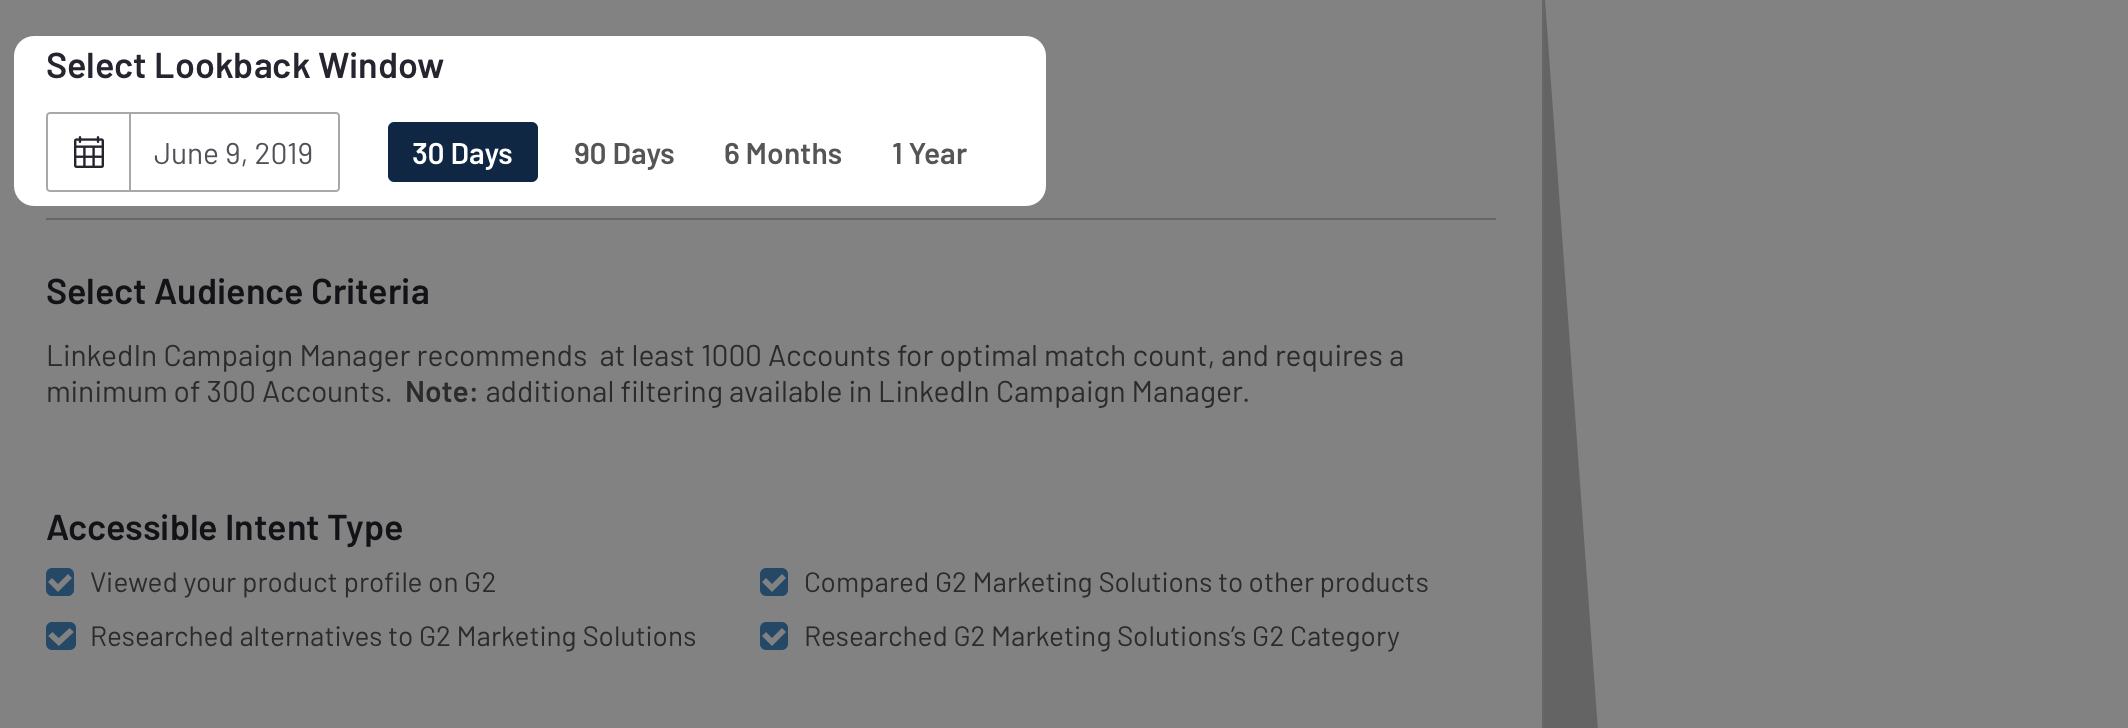 Select Lookback Window
June 9, 2019 30 Days 90 Days 6 Months 1 Year
Select Audience Criteria
LinkedIn Campaign Manager recommends  at least 1000 Accounts for optimal match count, and requires a
minimum of 300 Accounts.  Note: additional filtering available in LinkedIn Campaign Manager.
Accessible Intent Type
Viewed your product profile on G2 Compared G2 Marketing Solutions to other products
Researched alternatives to G2 Marketing Solutions Researched G2 Marketing Solutions’s G2 Category